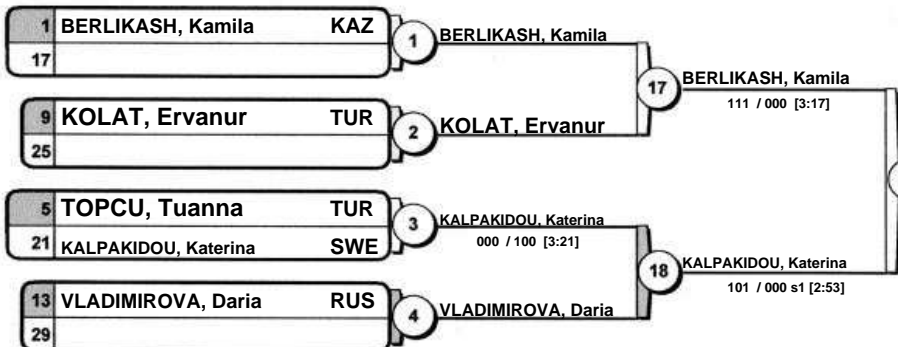 1 BERLIKASH, Kamila KAZ
17
1 BERLIKASH, Kamila
9 KOLAT, Ervanur TUR
25
2 KOLAT, Ervanur
17 BERLIKASH, Kamila
111 / 000 [3:17]
5 TOPCU, Tuanna TUR
21 KALPAKIDOU, Katerina SWE
3 KALPAKIDOU, Katerina
000 / 100 [3:21]
13 VLADIMIROVA, Daria RUS
29
4 VLADIMIROVA, Daria
18 KALPAKIDOU, Katerina
101 / 000 s1 [2:53]